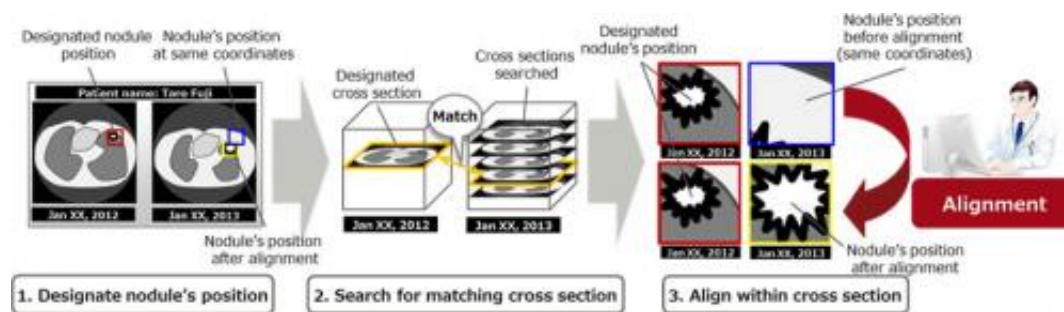 Designated nodule
position
Nodule's position
at same coordinates
Patient name: Taro Fuji
Jan XX, 2012
Jan XX, 2013
Nodule's position
after alignment
1. Designate nodule's position
Designated
cross section
Cross sections
searched
Match
Jan XX, 2012
Jan XX, 2013
2. Search for matching cross section
Designated
nodule's position
Nodule's position
before alignment
(same coordinates)
Jan XX, 2012
Jan XX, 2013
Jan XX, 2012
Jan XX, 2013
Alignment
Nodule's position
after alignment
3. Align within cross section